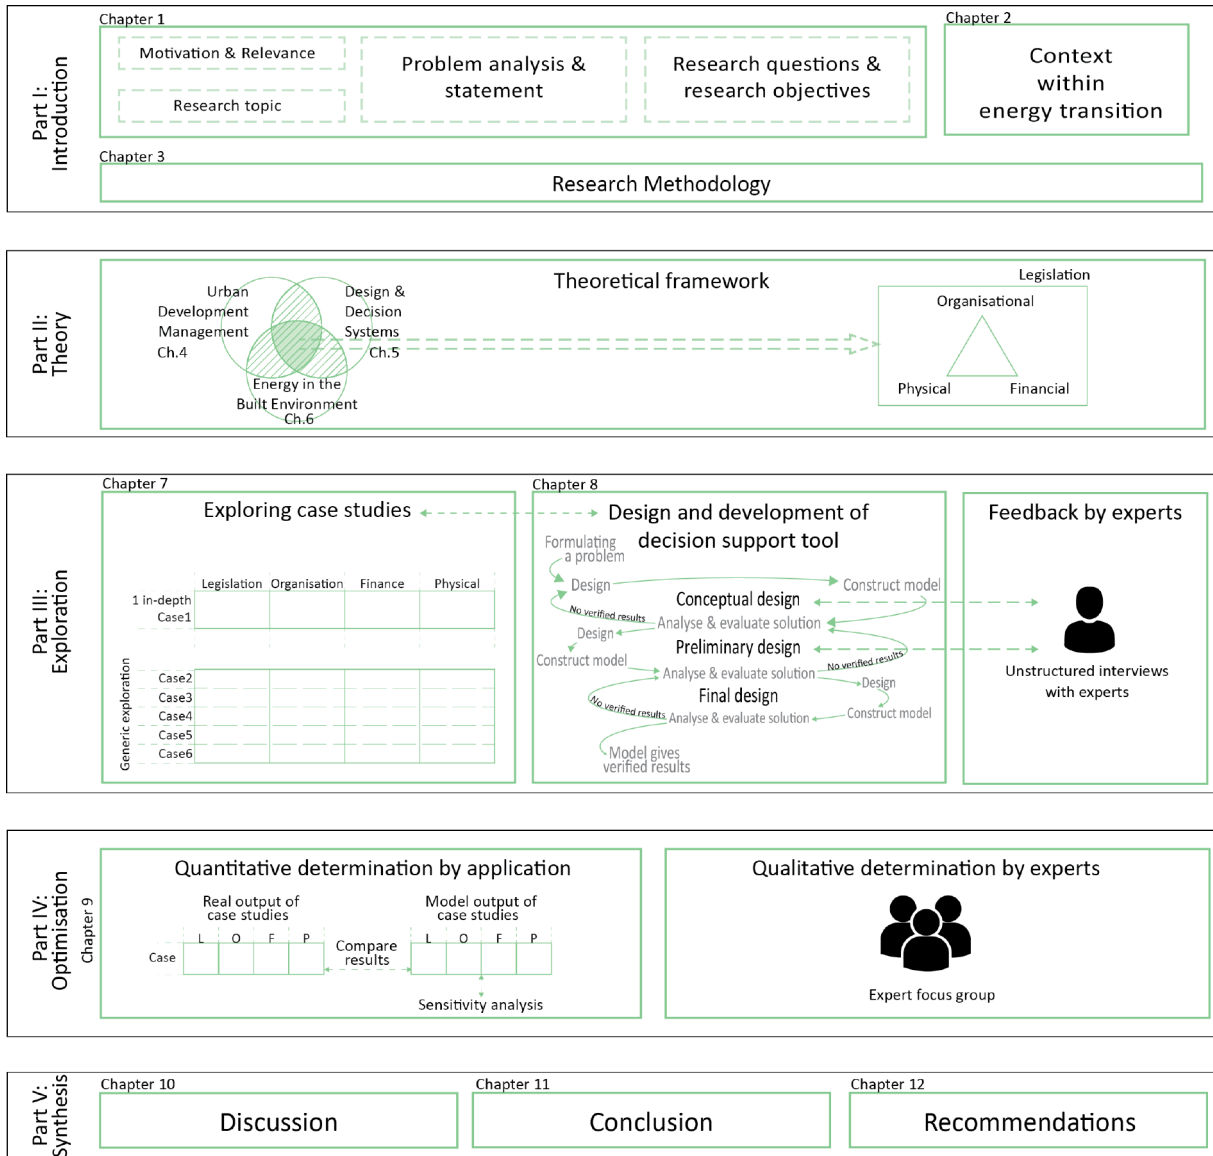 Part I:
Introduction
Chapter 1
Motivation & Relevance
Research topic
Problem analysis &
statement
Research questions &
research objectives
Chapter 2
Context
within
energy transition
Chapter 3
Research Methodology
Part II:
Theory
Theoretical framework
Urban
Development
Management
Ch.4
Design &
Decision
Systems
Ch.5
Energy in the
Built Environment
Ch.6
Legislation
Organisational
Physical
Financial
Part III:
Exploration
Chapter 7
Exploring case studies
Legislation
Organisation
Finance
Physical
1 in-depth
Case1
Generic exploration
Case2
Case3
Case4
Case5
Case6
Chapter 8
Design and development of
decision support tool
Formulating
a problem
Design
Construct model
Conceptual design
No verified results
Analyse & evaluate solution
Design
Preliminary design
Construct model
No verified results
Analyse & evaluate solution
Design
Final design
No verified results
Analyse & evaluate solution
Construct model
Model gives
verified results
Feedback by experts
Unstructured interviews
with experts
Part IV:
Optimisation
Chapter 9
Quantitative determination by application
Real output of
case studies
L O F P
Case
Compare
results
Model output of
case studies
L O F P
Sensitivity analysis
Qualitative determination by experts
Expert focus group
Part V:
Synthesis
Chapter 10
Discussion
Chapter 11
Conclusion
Chapter 12
Recommendations